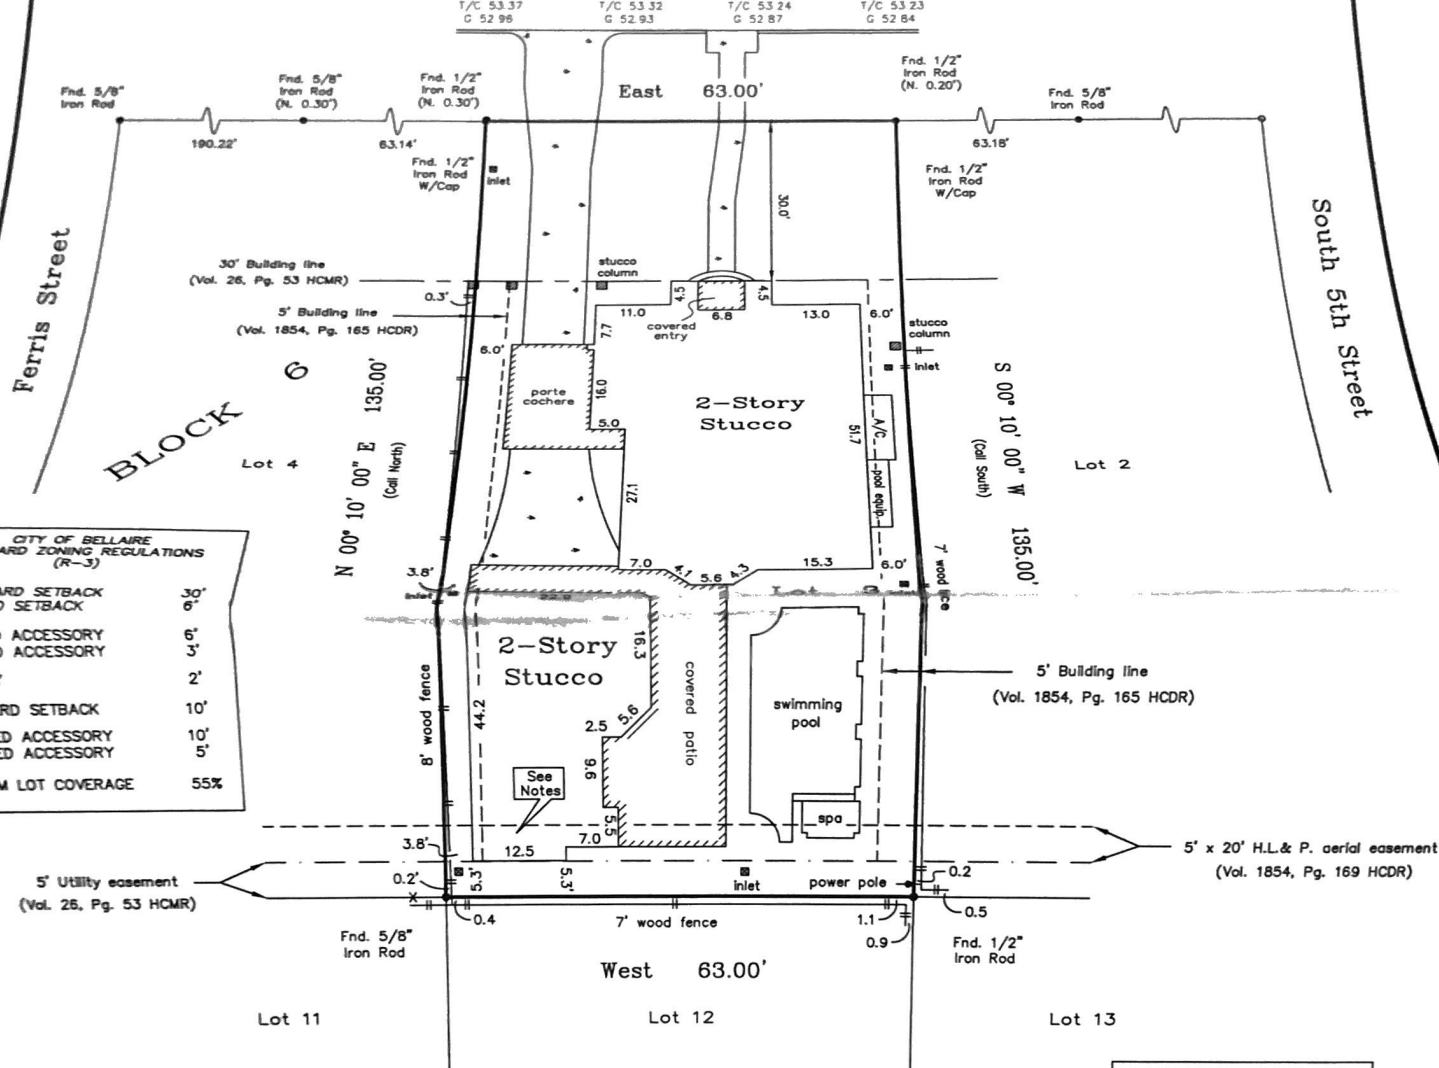 T/C 53.37
G 52.96
T/C 53.32
G 52.93
T/C 53.24
G 52.87
T/C 53.23
G 52.84
Fnd. 5/8"
Iron Rod
Fnd. 5/8"
Iron Rod
(N. 0.30')
Fnd. 1/2"
Iron Rod
(N. 0.30')
East 63.00'
Fnd. 1/2"
Iron Rod
(N. 0.20')
Fnd. 5/8"
Iron Rod
190.22'
63.14'
63.18'
Fnd. 1/2"
Iron Rod
W/Cap
inlet
Fnd. 1/2"
Iron Rod
W/Cap
30.0'
Ferris Street
South 5th Street
30' Building line
(Vol. 26, Pg. 53 HCMR)
stucco
column
0.3'
5' Building line
(Vol. 1854, Pg. 165 HCDR)
4.5
4.5
11.0
6.8
13.0
6.0'
covered
entry
7.7
stucco
column
6.0'
inlet
BLOCK 6
N 00° 10' 00" E 135.00'
(Call North)
porte
cochere
16.0
5.0
2-Story
Stucco
51.7
A/C
pool equip.
S 00° 10' 00" W 135.00'
(Call South)
Lot 4
Lot 2
27.1
CITY OF BELLAIRE
ARD ZONING REGULATIONS
(R-3)
ARD SETBACK 30'
D SETBACK 6'
D ACCESSORY 6'
D ACCESSORY 3'
2'
RD SETBACK 10'
ED ACCESSORY 10'
ED ACCESSORY 5'
M LOT COVERAGE 55%
7.0
4.1
5.6
4.3
15.3
6.0'
7' wood
3.8'
inlet
Lot
2-Story
Stucco
16.3
covered patio
swimming
pool
5' Building line
(Vol. 1854, Pg. 165 HCDR)
8' wood fence
44.2
2.5
5.6
9.6
See
Notes
5.5
spa
3.8'
12.5
7.0
5' x 20' H.L.& P. aerial easement
(Vol. 1854, Pg. 169 HCDR)
5' Utility easement
(Vol. 26, Pg. 53 HCMR)
0.2'
5.3'
5.3'
inlet
power pole
0.2
0.4
7' wood fence
1.1
0.9
0.5
Fnd. 5/8"
Iron Rod
Fnd. 1/2"
Iron Rod
West 63.00'
Lot 11
Lot 12
Lot 13